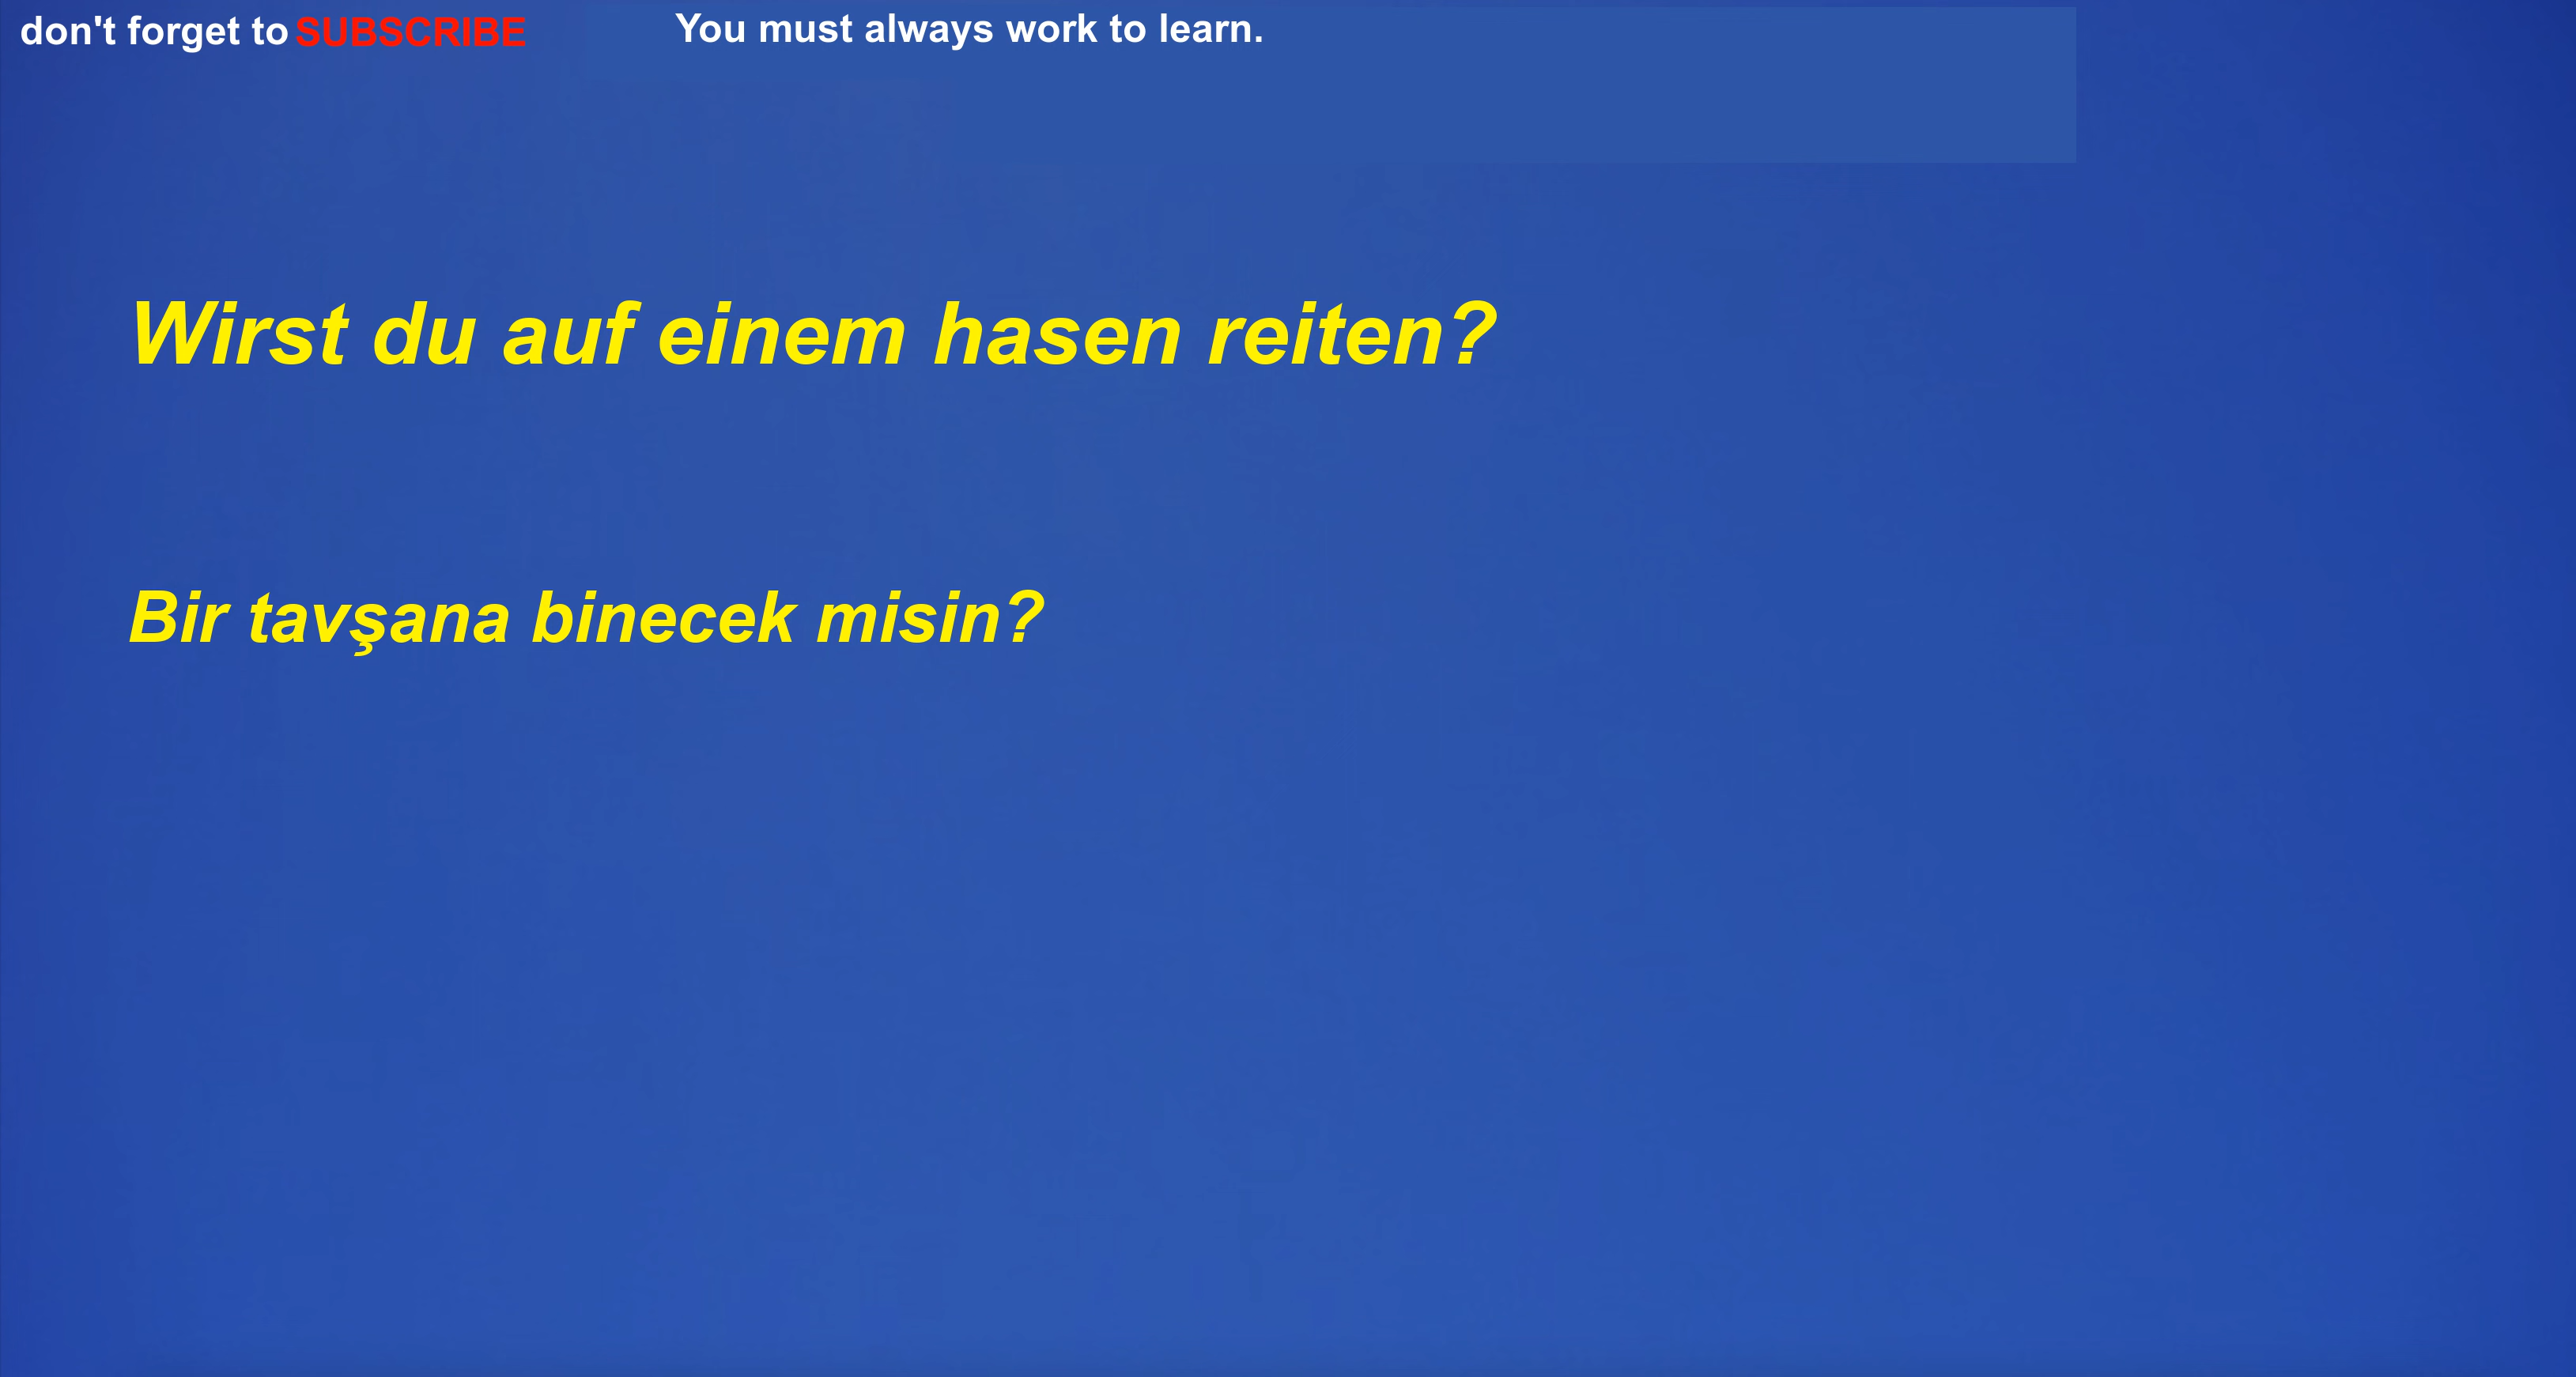 don't forget to SUBSCRIBE You must always work to learn.
Wirst du auf einem hasen reiten?
Bir tavşana binecek misin?